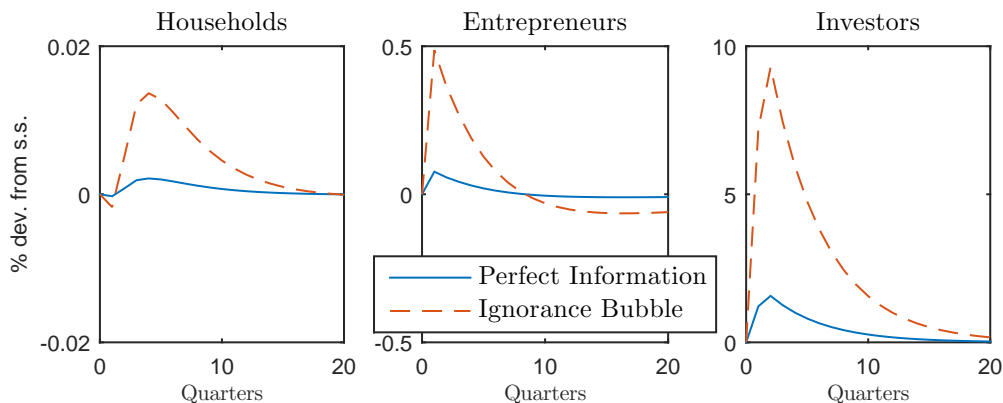 Households
Entrepreneurs
Investors
% dev. from s.s.
0.02
0
-0.02
0
10
20
Quarters
0.5
0
-0.5
0
10
20
Quarters
10
5
0
0
10
20
Quarters
Perfect Information
Ignorance Bubble